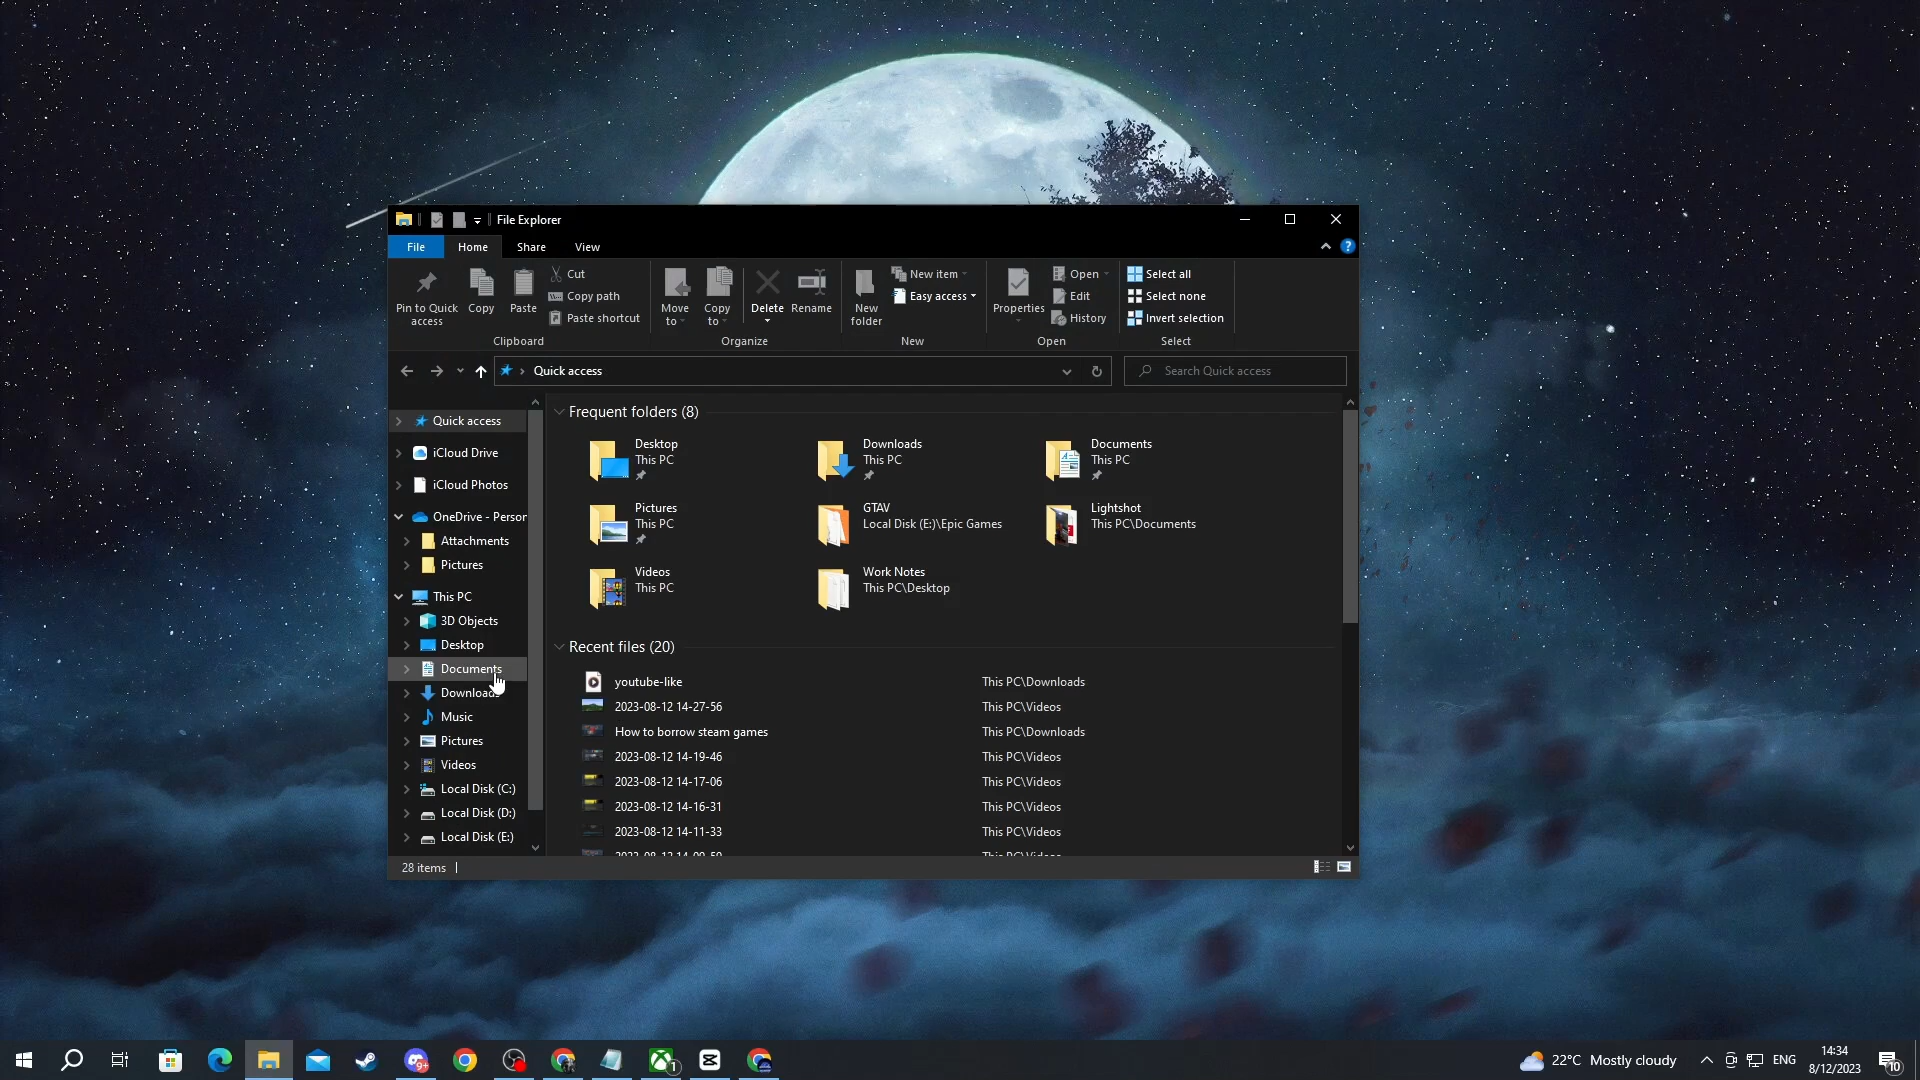 File Explorer
File Home Share View
Pin to Quick access
Copy
Paste
Cut
Copy path
Paste shortcut
Clipboard
Move to
Copy to
Delete
Rename
Organize
New folder
New item
Easy access
New
Properties
Open
Edit
History
Open
Select all
Select none
Invert selection
Select
Quick access
Search Quick access
Quick access
iCloud Drive
iCloud Photos
OneDrive - Person
Attachments
Pictures
This PC
3D Objects
Desktop
Documents
Downloads
Music
Pictures
Videos
Local Disk (C:)
Local Disk (D:)
Local Disk (E:)
Frequent folders (8)
Desktop
This PC
Downloads
This PC
Documents
This PC
Pictures
This PC
GTAV
Local Disk (E:)\Epic Games
Lightshot
This PC\Documents
Videos
This PC
Work Notes
This PC\Desktop
Recent files (20)
youtube-like This PC\Downloads
2023-08-12 14-27-56 This PC\Videos
How to borrow steam games This PC\Downloads
2023-08-12 14-19-46 This PC\Videos
2023-08-12 14-17-06 This PC\Videos
2023-08-12 14-16-31 This PC\Videos
2023-08-12 14-11-33 This PC\Videos
28 items
9+
1
22°C Mostly cloudy
ENG
14:34
8/12/2023
10